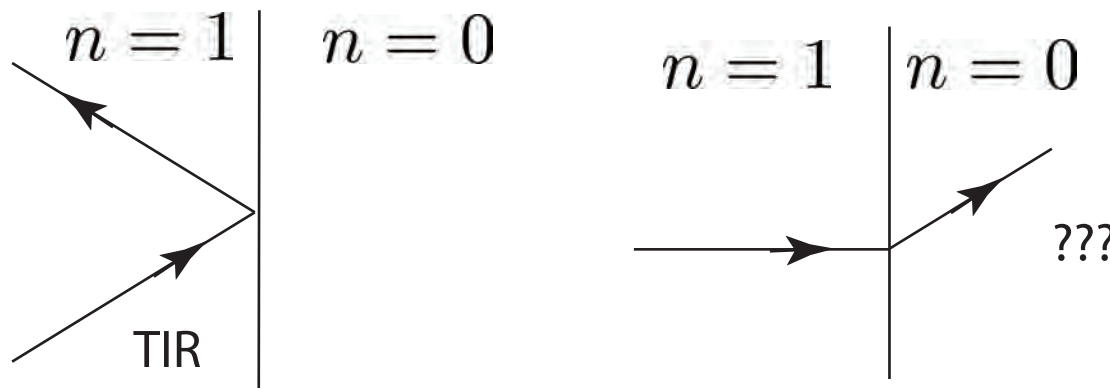 n = 1
n = 0
TIR
n = 1
n = 0
???